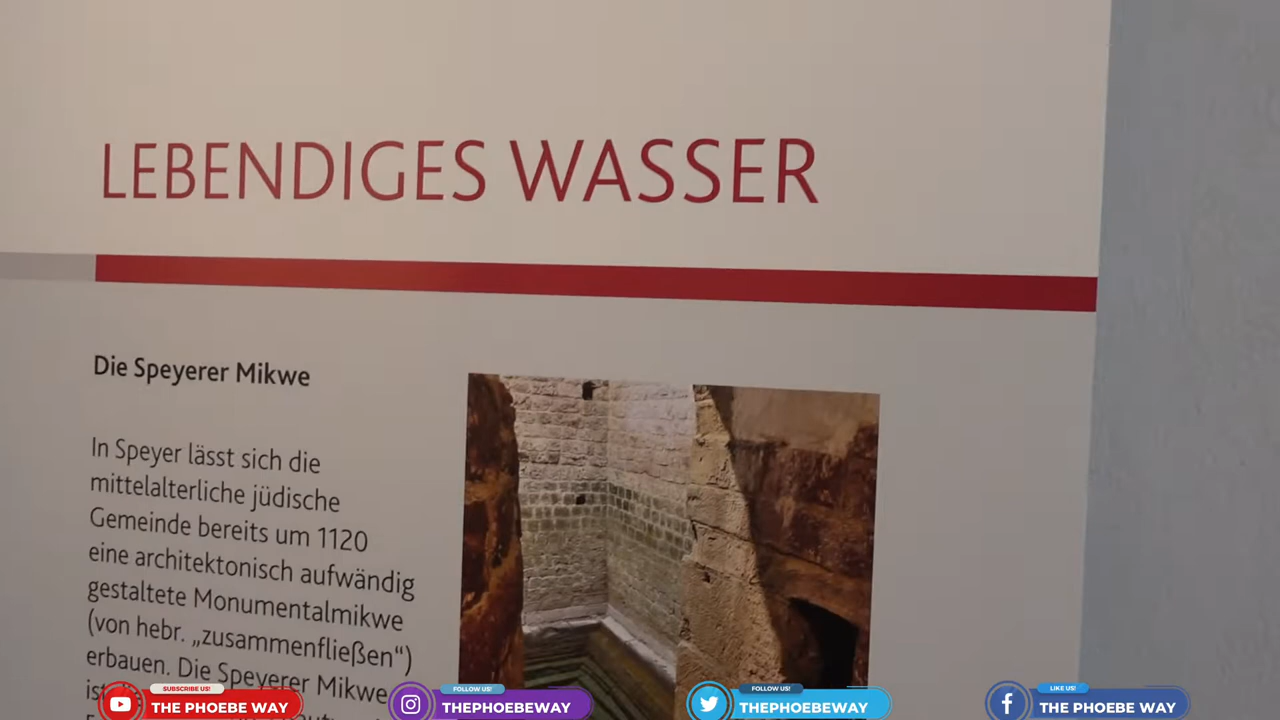 LEBENDIGES WASSER
Die Speyerer Mikwe
In Speyer lässt sich die
mittelalterliche jüdische
Gemeinde bereits um 1120
eine architektonisch aufwändig
gestaltete Monumentalmikwe
(von hebr. „zusammenfließen“)
erbauen. Die Speyerer Mikwe
SUBSCRIBE US!
THE PHOEBE WAY
FOLLOW US!
THEPHOEBEWAY
FOLLOW US!
THEPHOEBEWAY
LIKE US!
THE PHOEBE WAY